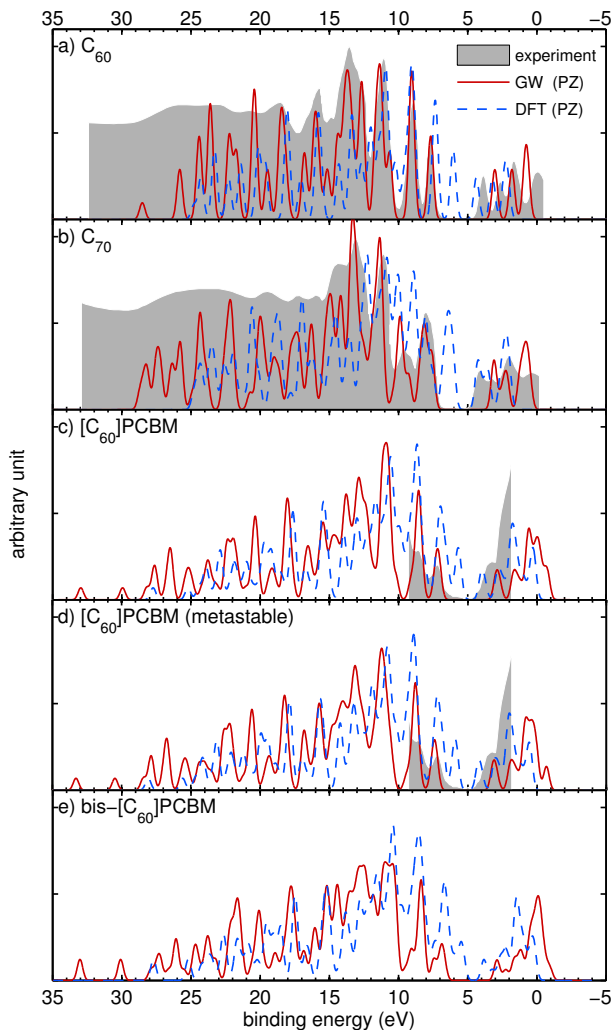 35 30 25 20 15 10 5 0 −5
a) C60
experiment
GW (PZ)
DFT (PZ)
b) C70
c) [C60]PCBM
d) [C60]PCBM (metastable)
e) bis−[C60]PCBM
arbitrary unit
35 30 25 20 15 10 5 0 −5
binding energy (eV)